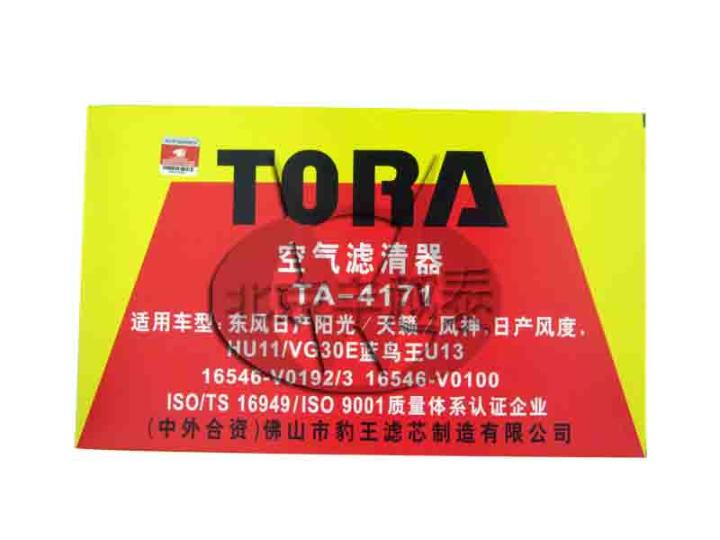 TORA
空气滤清器
TA-4171
适用车型:东风日产阳光/天籁/风神,日产风度,
HU11/VG30E蓝鸟王U13
16546-V0192/3 16546-V0100
ISO/TS 16949/ISO 9001质量体系认证企业
(中外合资)佛山市豹王滤芯制造有限公司